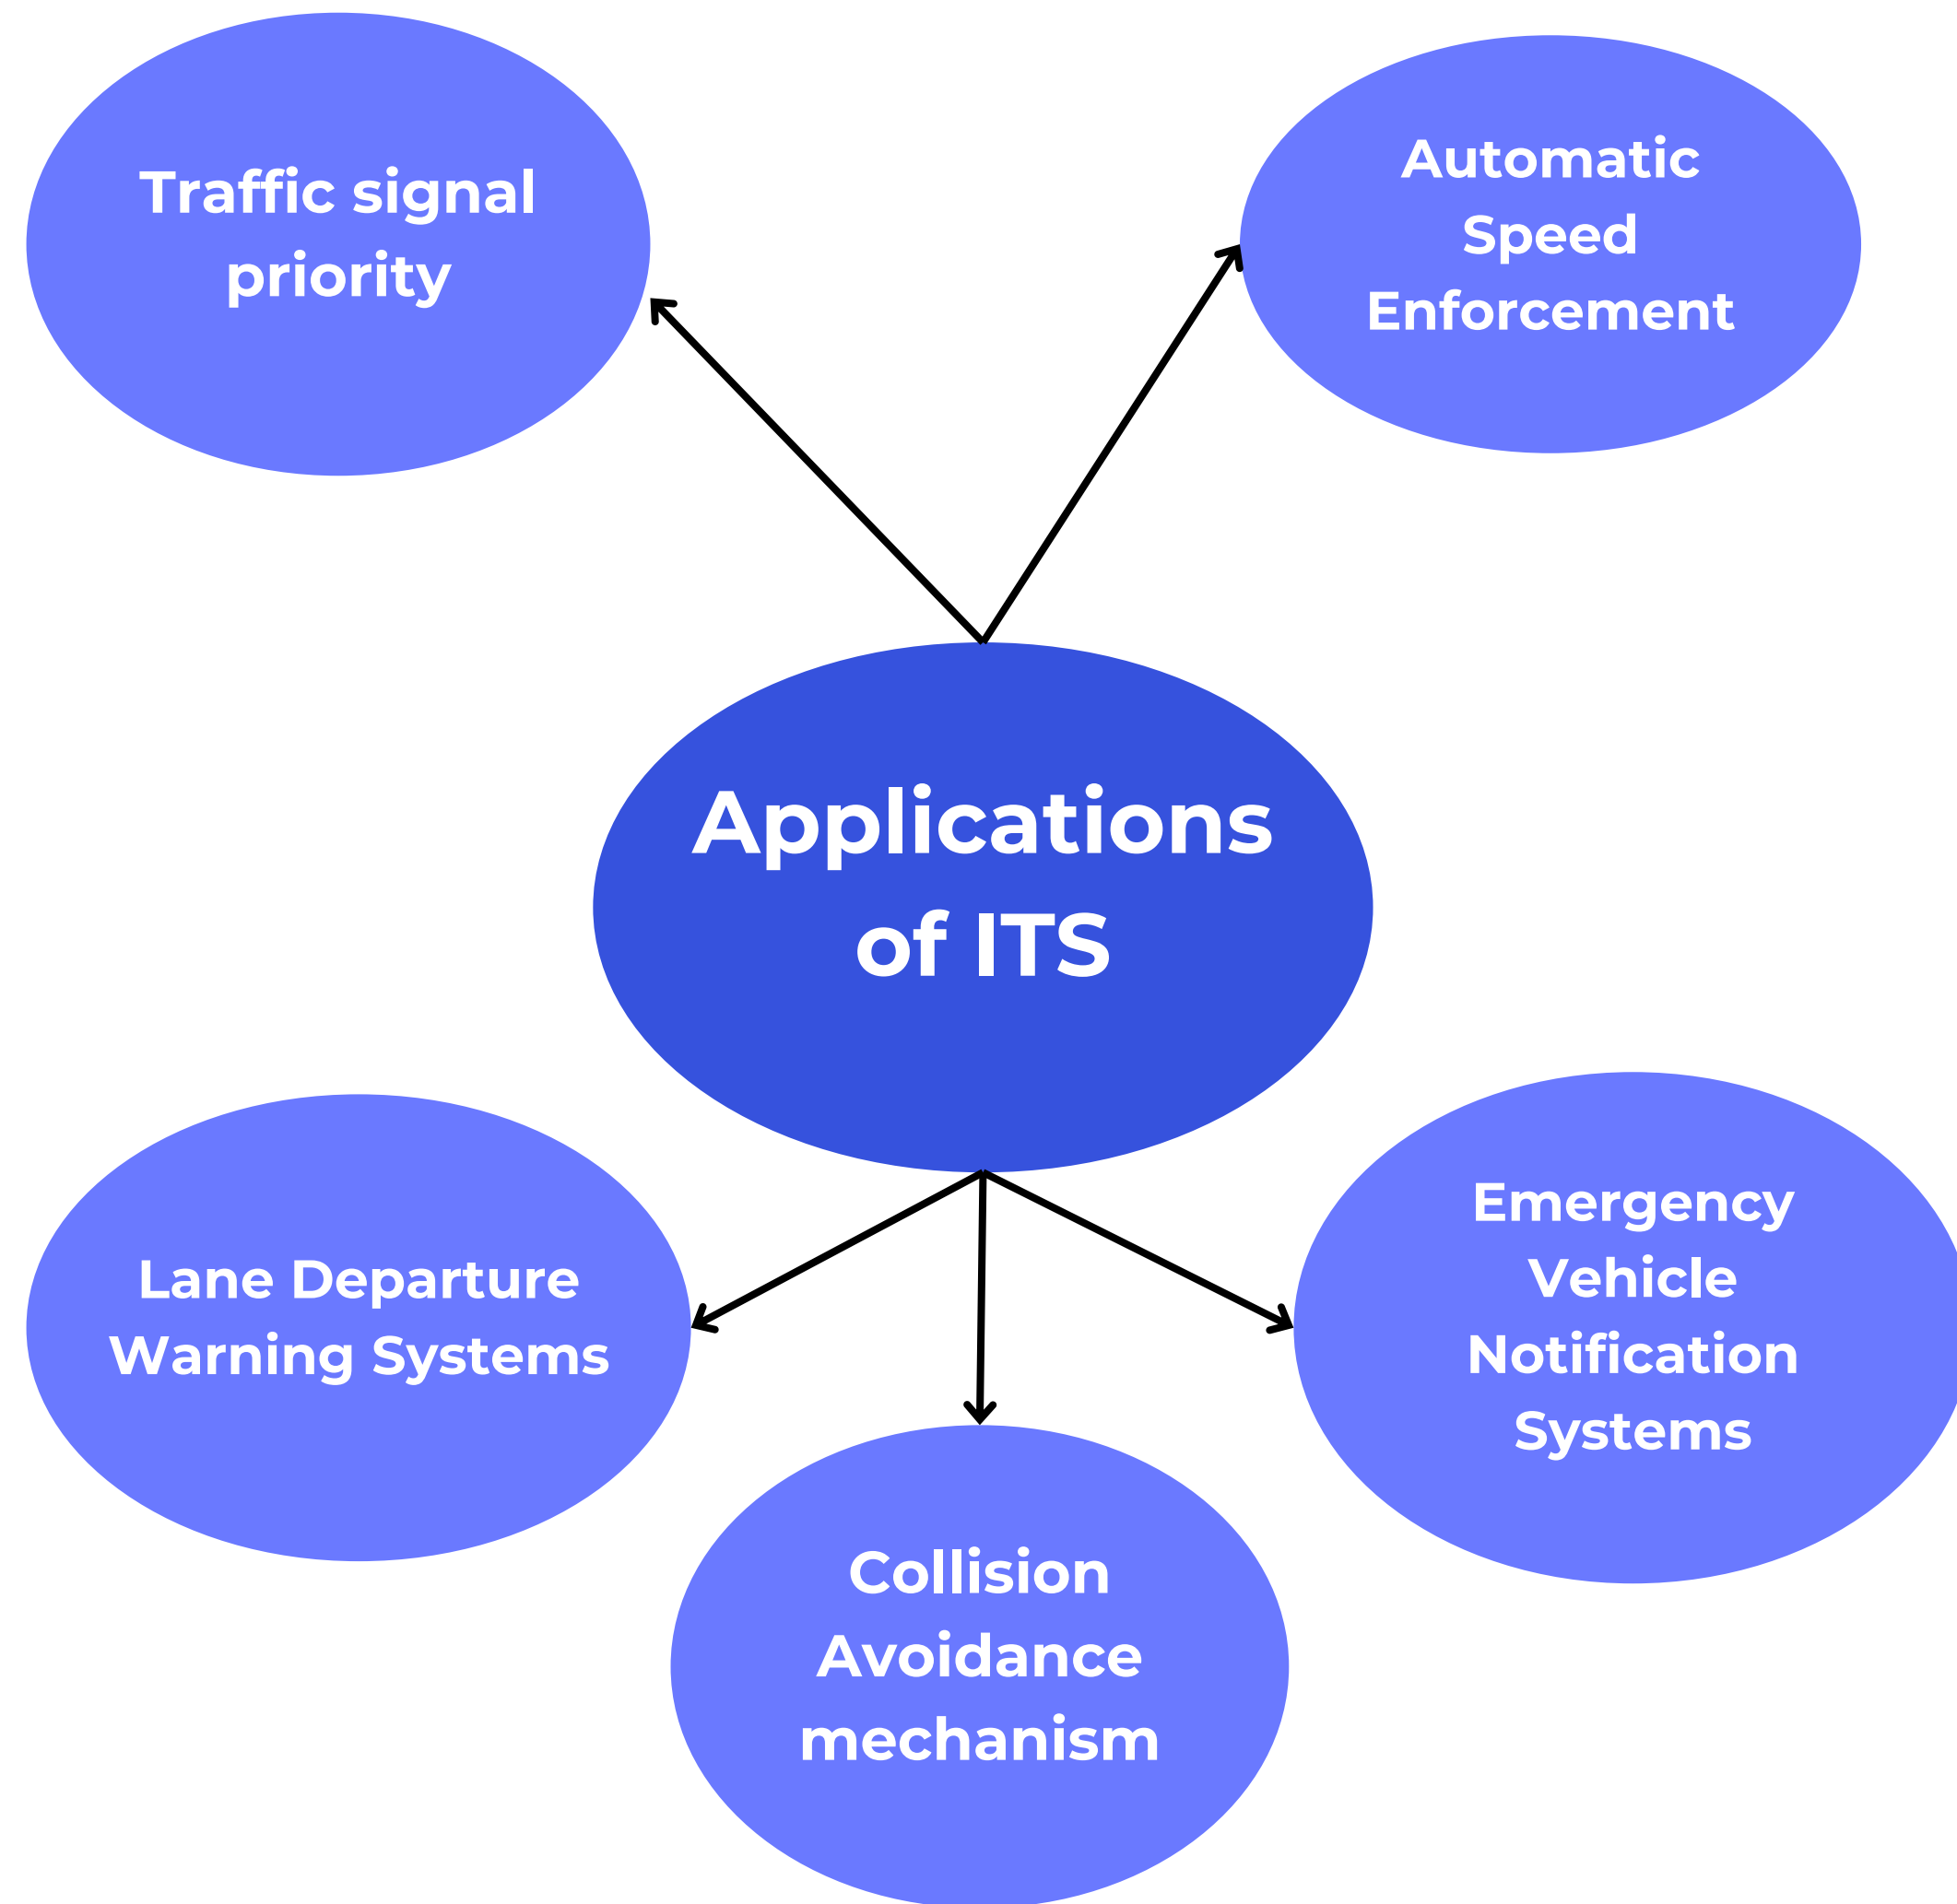 Traffic signal
priority
Automatic
Speed
Enforcement
Applications
of ITS
Lane Departure
Warning Systems
Emergency
Vehicle
Notification
Systems
Collision
Avoidance
mechanism